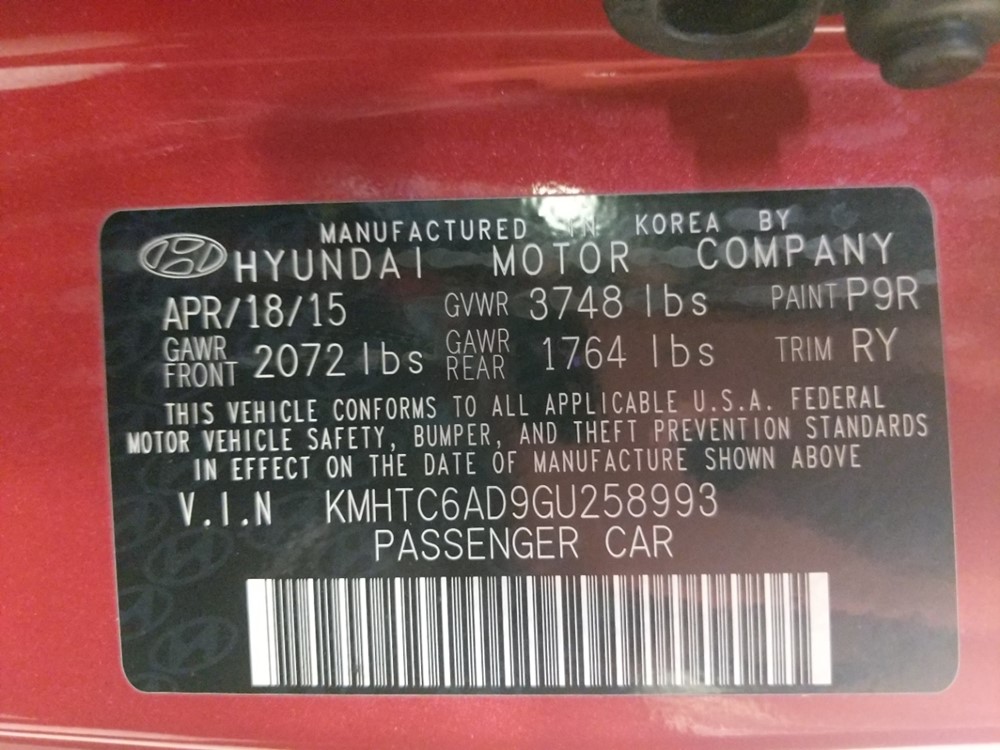 MANUFACTURED IN KOREA BY
HYUNDAI MOTOR COMPANY
APR/18/15 GVWR 3748 lbs PAINT P9R
GAWR FRONT 2072 lbs GAWR REAR 1764 lbs TRIM RY
THIS VEHICLE CONFORMS TO ALL APPLICABLE U.S.A. FEDERAL
MOTOR VEHICLE SAFETY, BUMPER, AND THEFT PREVENTION STANDARDS
IN EFFECT ON THE DATE OF MANUFACTURE SHOWN ABOVE
V.I.N KMHTC6AD9GU258993
PASSENGER CAR